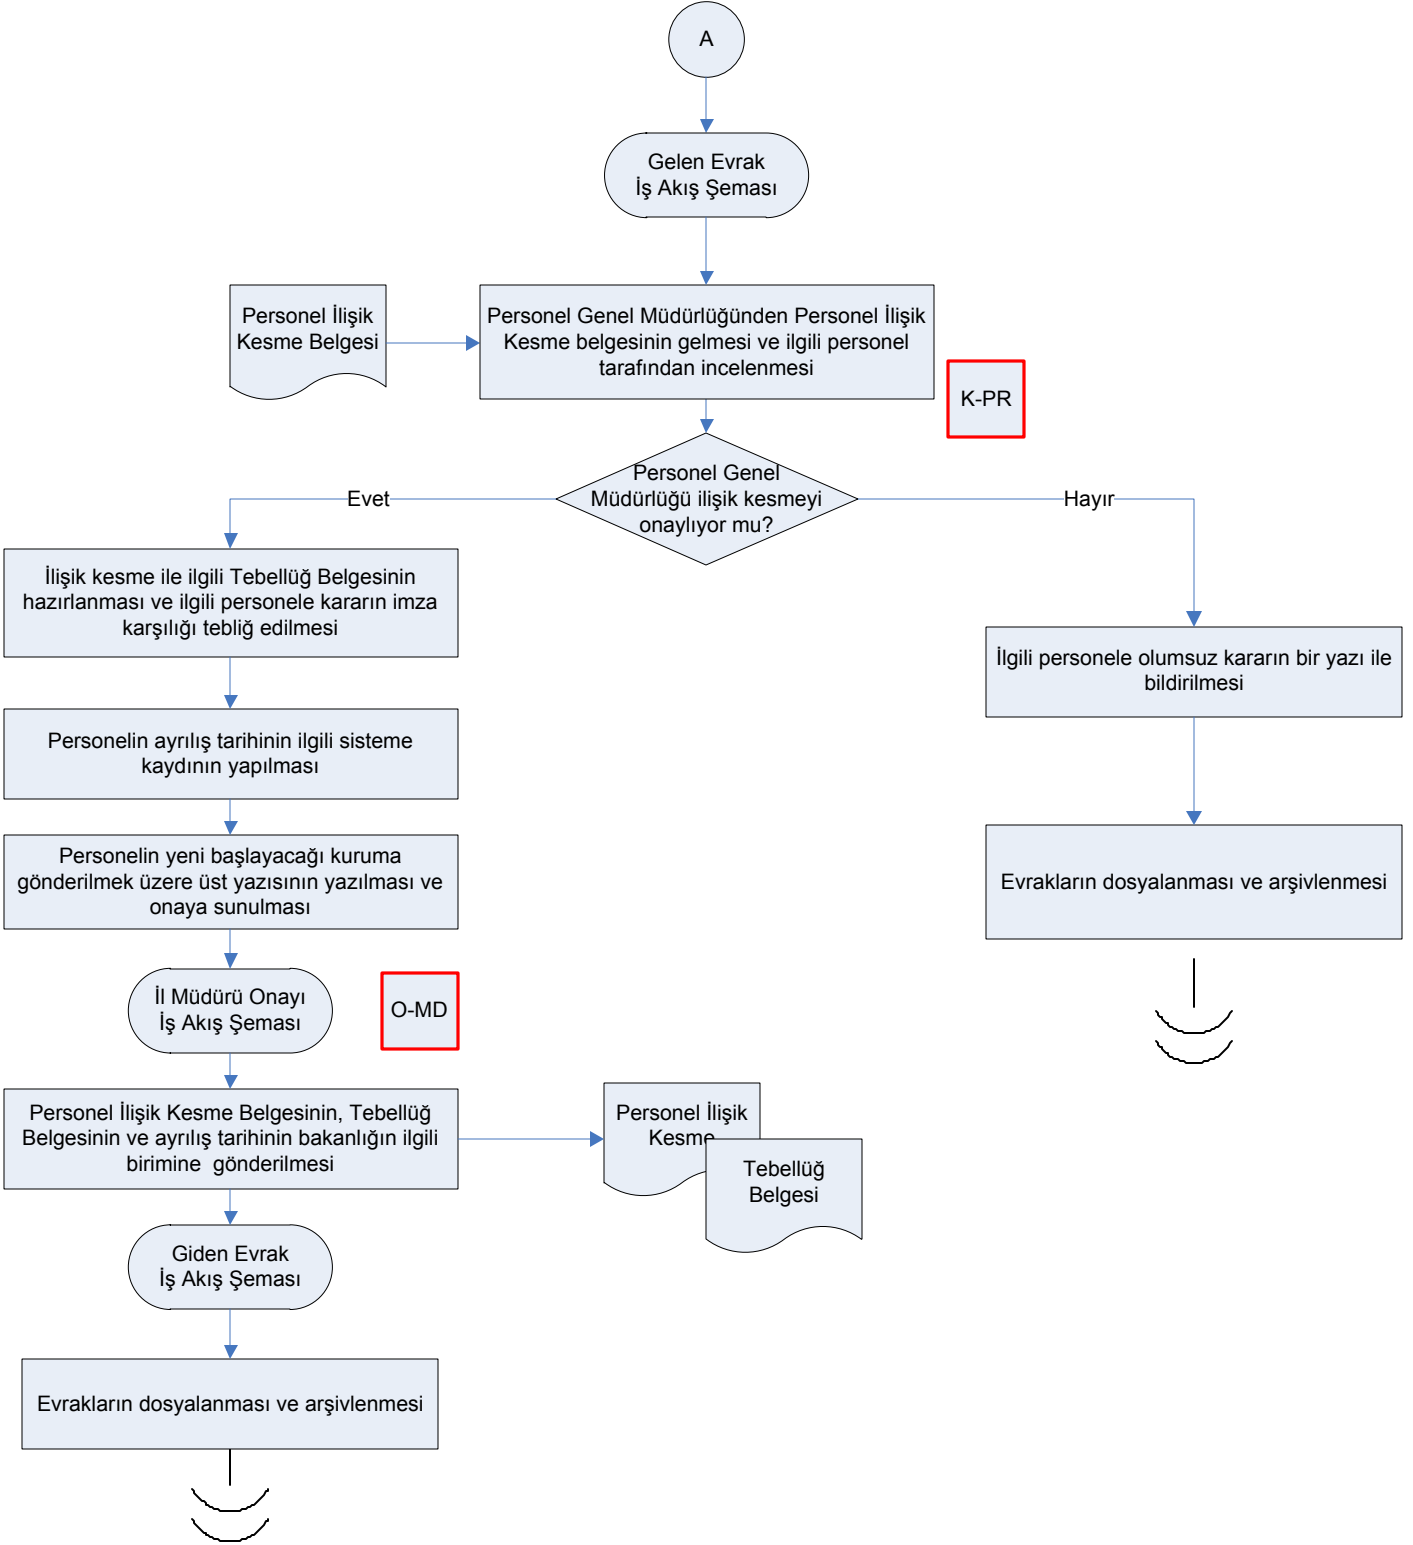 A
Gelen Evrak
İş Akış Şeması
Personel İlişik
Kesme Belgesi
Personel Genel Müdürlüğünden Personel İlişik
Kesme belgesinin gelmesi ve ilgili personel
tarafından incelenmesi
K-PR
Personel Genel
Müdürlüğü ilişik kesmeyi
onaylıyor mu?
Evet
Hayır
İlişik kesme ile ilgili Tebellüğ Belgesinin
hazırlanması ve ilgili personele kararın imza
karşılığı tebliğ edilmesi
İlgili personele olumsuz kararın bir yazı ile
bildirilmesi
Personelin ayrılış tarihinin ilgili sisteme
kaydının yapılması
Personelin yeni başlayacağı kuruma
gönderilmek üzere üst yazısının yazılması ve
onaya sunulması
Evrakların dosyalanması ve arşivlenmesi
İl Müdürü Onayı
İş Akış Şeması
O-MD
Personel İlişik Kesme Belgesinin, Tebellüğ
Belgesinin ve ayrılış tarihinin bakanlığın ilgili
birimine  gönderilmesi
Personel İlişik
Kesme
Tebellüğ
Belgesi
Giden Evrak
İş Akış Şeması
Evrakların dosyalanması ve arşivlenmesi